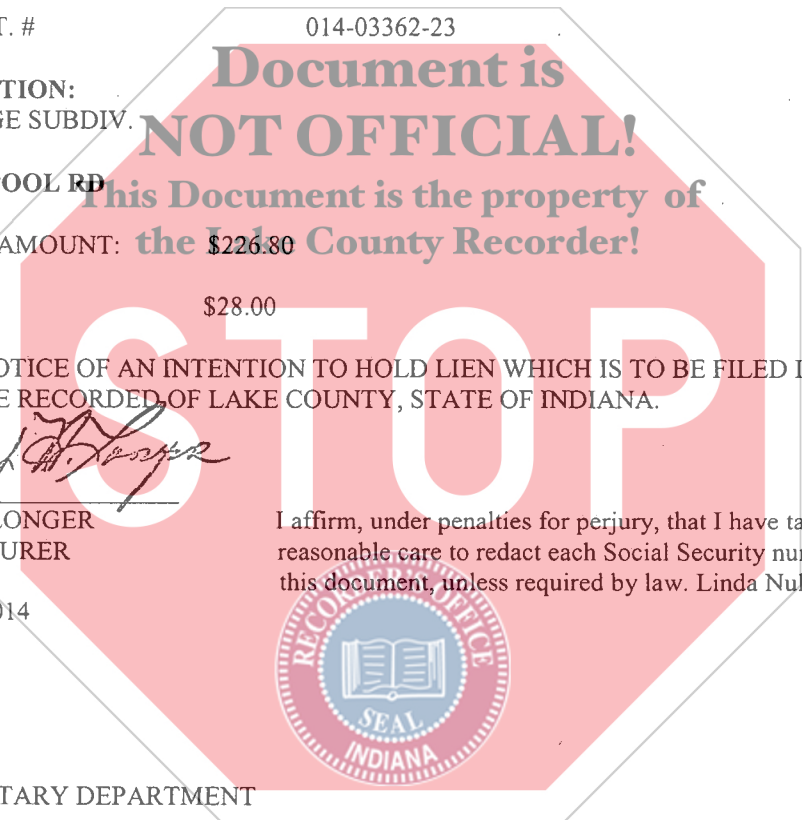 T. # 014-03362-23
Document is
TION:
GE SUBDIV.
NOT OFFICIAL!
POOL RD
This Document is the property of
AMOUNT: $226.80
the Lake County Recorder!
$28.00
STOP
OTICE OF AN INTENTION TO HOLD LIEN WHICH IS TO BE FILED I
E RECORDED OF LAKE COUNTY, STATE OF INDIANA.
LONGER
URER
I affirm, under penalties for perjury, that I have ta
reasonable care to redact each Social Security nu
this document, unless required by law. Linda Nul
014
RECORDER'S OFFICE
SEAL
INDIANA
TARY DEPARTMENT